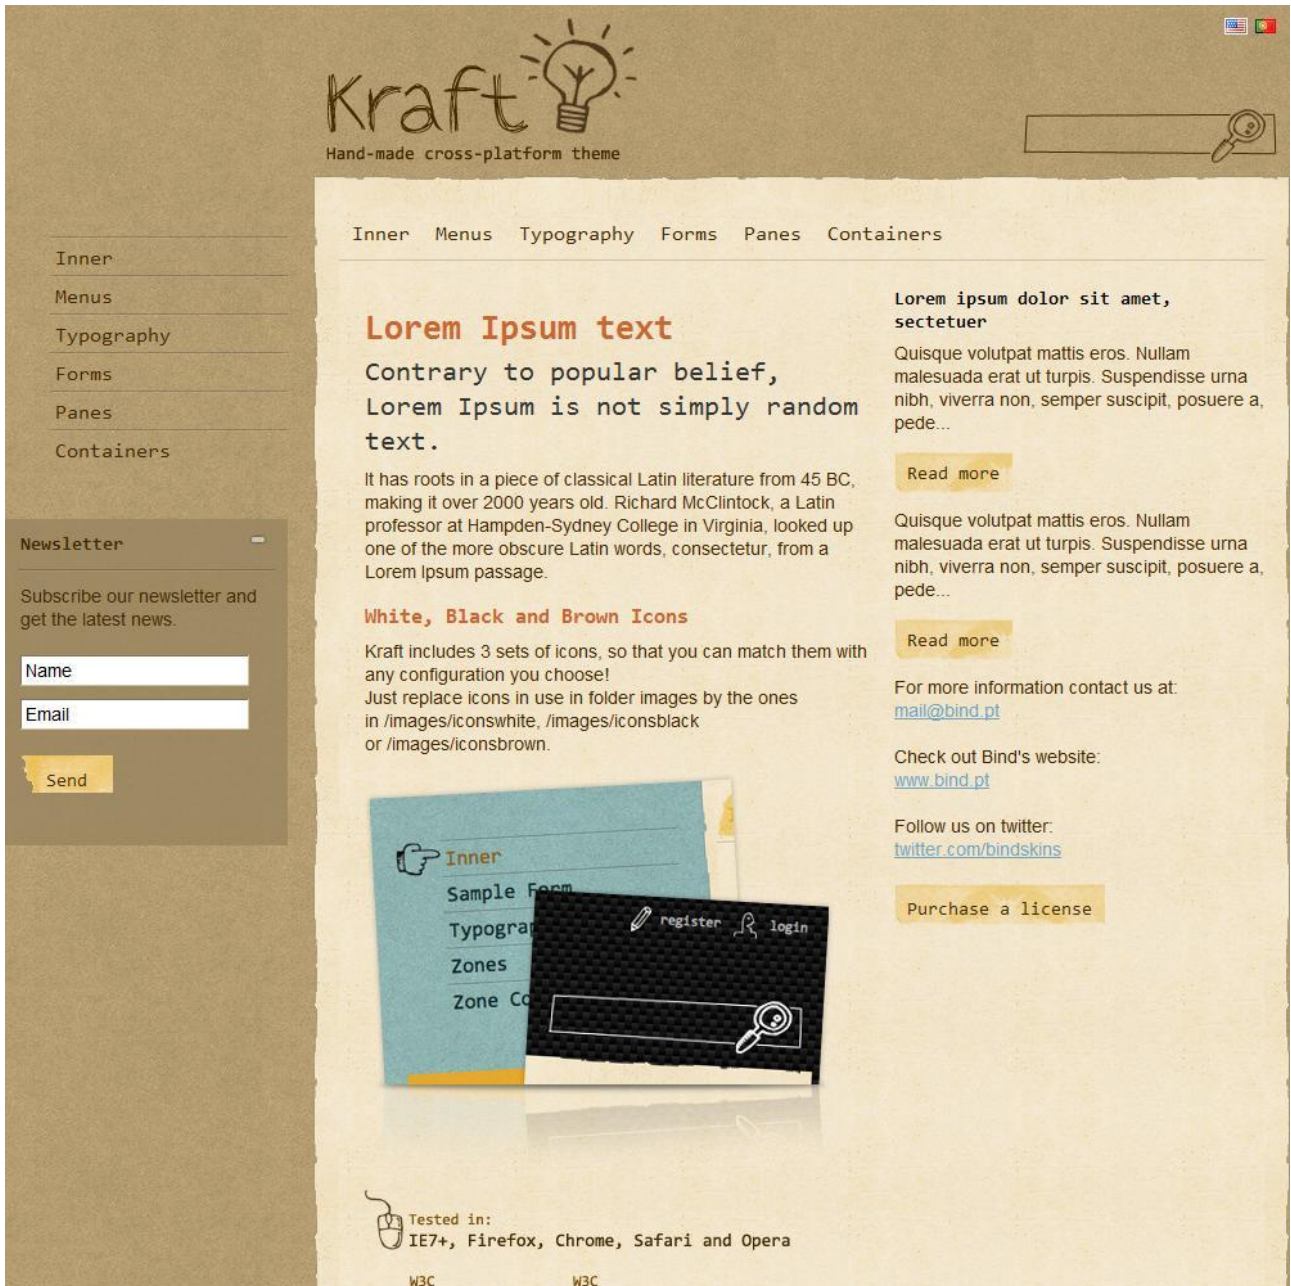 Kraft
Hand-made cross-platform theme
Inner
Menus
Typography
Forms
Panes
Containers
Newsletter
Subscribe our newsletter and
get the latest news.
Name
Email
Send
Inner Menus Typography Forms Panes Containers
Lorem Ipsum text
Contrary to popular belief,
Lorem Ipsum is not simply random
text.
It has roots in a piece of classical Latin literature from 45 BC,
making it over 2000 years old. Richard McClintock, a Latin
professor at Hampden-Sydney College in Virginia, looked up
one of the more obscure Latin words, consectetur, from a
Lorem Ipsum passage.
White, Black and Brown Icons
Kraft includes 3 sets of icons, so that you can match them with
any configuration you choose!
Just replace icons in use in folder images by the ones
in /images/iconswhite, /images/iconsblack
or /images/iconsbrown.
Inner
Sample Form
Typograp
Zones
Zone Co
register login
Tested in:
IE7+, Firefox, Chrome, Safari and Opera
W3C W3C
Lorem ipsum dolor sit amet,
sectetuer
Quisque volutpat mattis eros. Nullam
malesuada erat ut turpis. Suspendisse urna
nibh, viverra non, semper suscipit, posuere a,
pede...
Read more
Quisque volutpat mattis eros. Nullam
malesuada erat ut turpis. Suspendisse urna
nibh, viverra non, semper suscipit, posuere a,
pede...
Read more
For more information contact us at:
mail@bind.pt
Check out Bind's website:
www.bind.pt
Follow us on twitter:
twitter.com/bindskins
Purchase a license